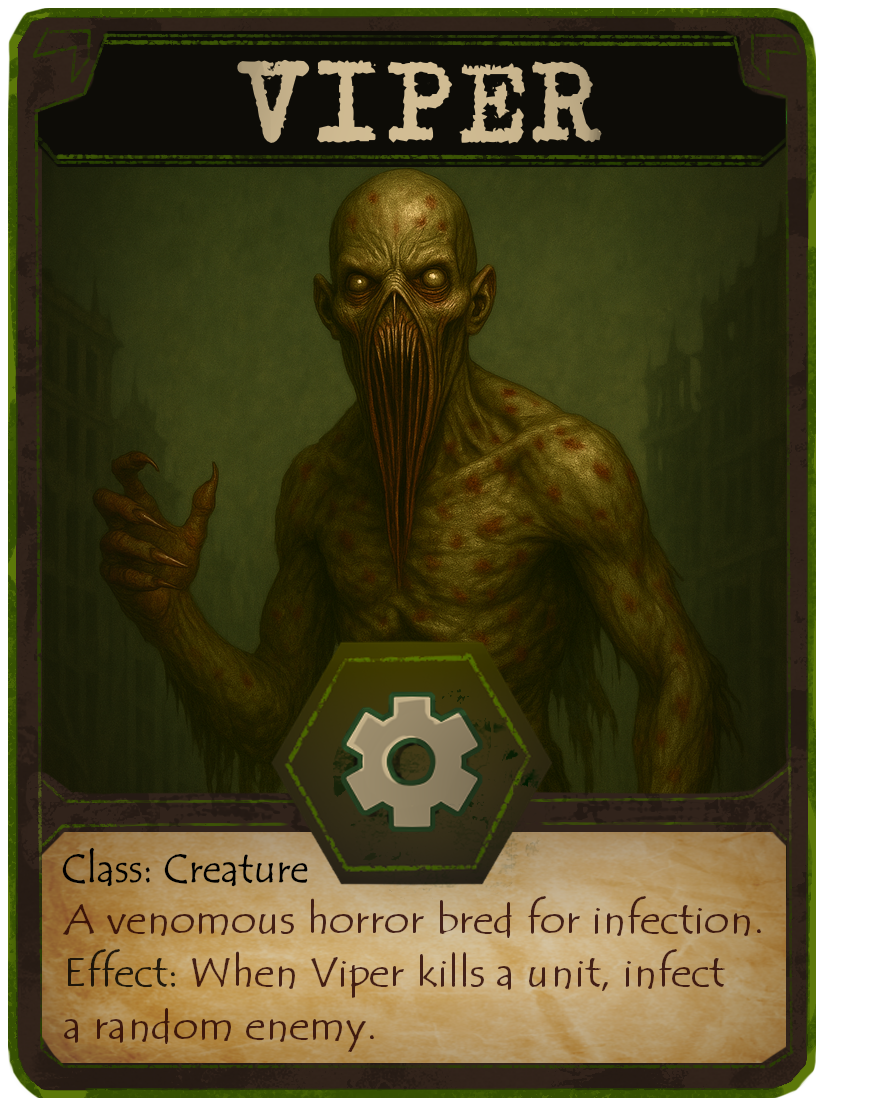 VIPER
Class: Creature
A venomous horror bred for infection.
Effect: When Viper kills a unit, infect
a random enemy.